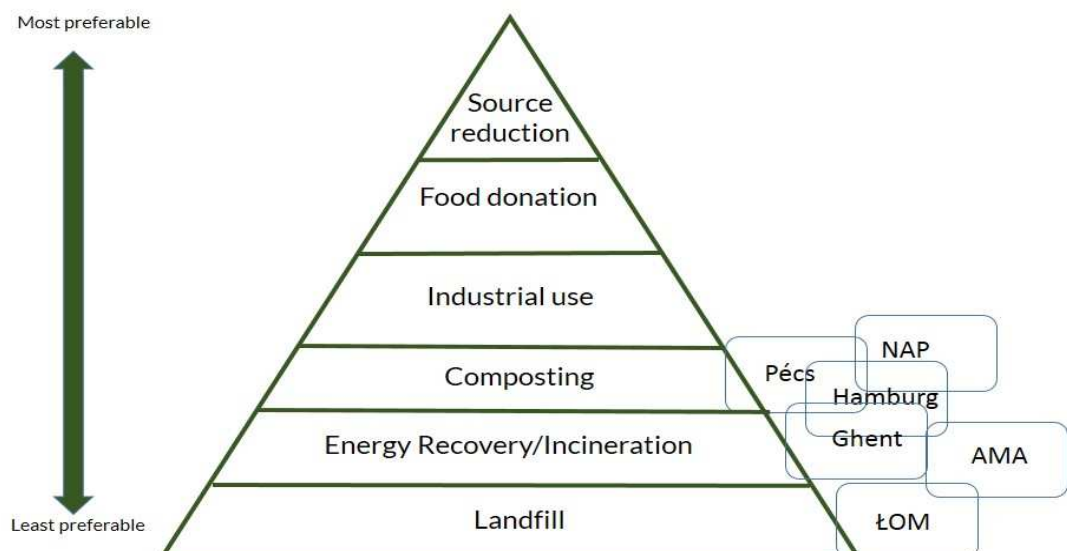 Most preferable
Source
reduction
Food donation
Industrial use
NAP
Pécs
Composting
Hamburg
Ghent
Energy Recovery/Incineration
AMA
Least preferable
Landfill
ŁOM